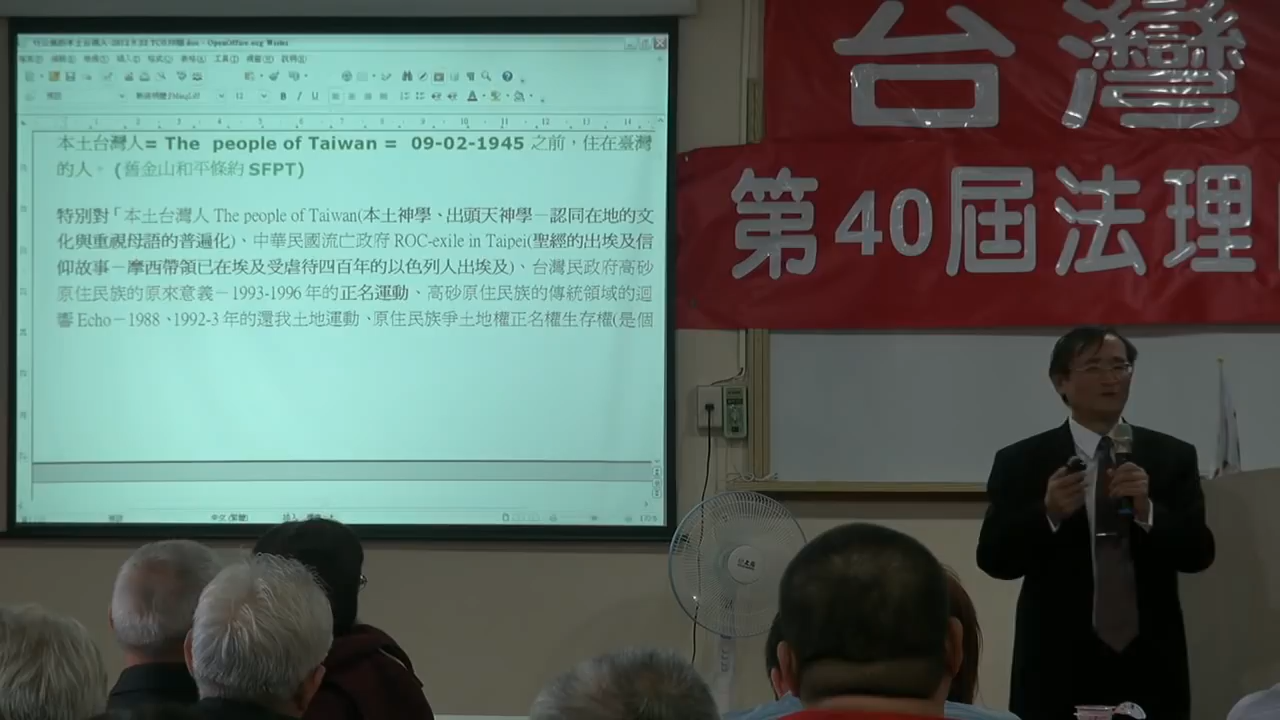 OpenOffice.org Writer
12
B I U
本土台灣人= The people of Taiwan = 09-02-1945 之前，住在臺灣
的人。 (舊金山和平條約 SFPT)
特別對「本土台灣人 The people of Taiwan(本土神學、出頭天神學－認同在地的文
化與重視母語的普遍化)、中華民國流亡政府 ROC-exile in Taipei(聖經的出埃及信
仰故事－摩西帶領已在埃及受虐待四百年的以色列人出埃及)、台灣民政府高砂
原住民族的原來意義－1993-1996 年的正名運動、高砂原住民族的傳統領域的迴
響 Echo－1988、1992-3 年的還我土地運動、原住民族爭土地權正名權生存權(是個
台灣
第40屆法理